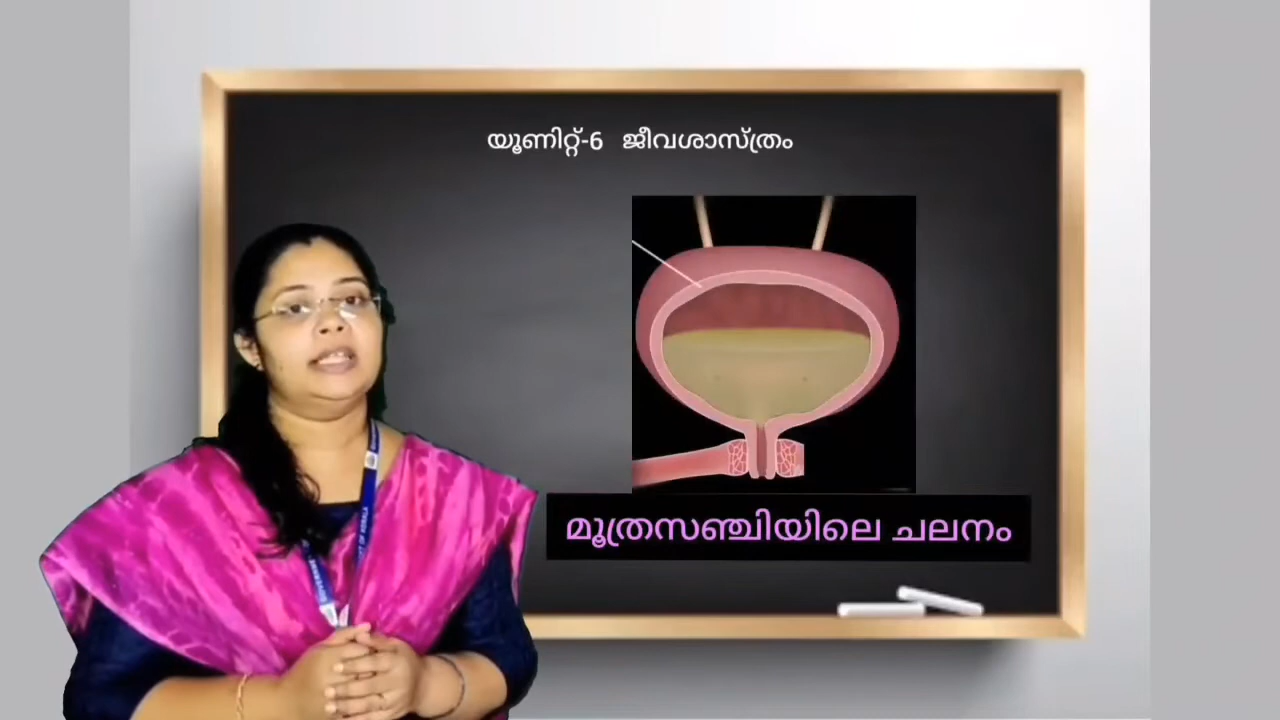 യൂണിറ്റ്-6 ജീവശാസ്ത്രം
മൂത്രസഞ്ചിയിലെ ചലനം